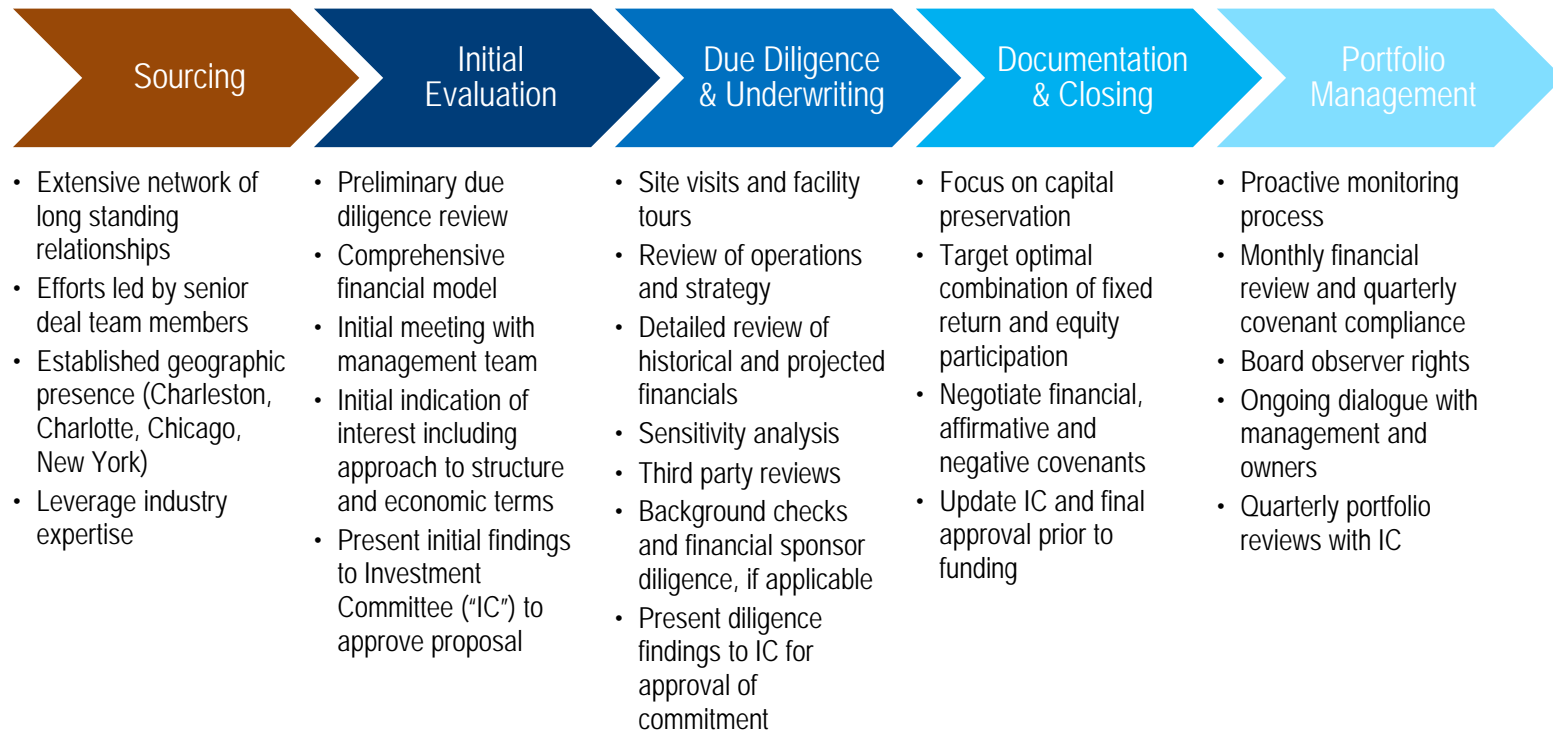 Sourcing
Initial
Evaluation
Due Diligence
& Underwriting
Documentation
& Closing
Portfolio
Management
• Extensive network of
long standing
relationships
• Efforts led by senior
deal team members
• Established geographic
presence (Charleston,
Charlotte, Chicago,
New York)
• Leverage industry
expertise
• Preliminary due
diligence review
• Comprehensive
financial model
• Initial meeting with
management team
• Initial indication of
interest including
approach to structure
and economic terms
• Present initial findings
to Investment
Committee (“IC”) to
approve proposal
• Site visits and facility
tours
• Review of operations
and strategy
• Detailed review of
historical and projected
financials
• Sensitivity analysis
• Third party reviews
• Background checks
and financial sponsor
diligence, if applicable
• Present diligence
findings to IC for
approval of
commitment
• Focus on capital
preservation
• Target optimal
combination of fixed
return and equity
participation
• Negotiate financial,
affirmative and
negative covenants
• Update IC and final
approval prior to
funding
• Proactive monitoring
process
• Monthly financial
review and quarterly
covenant compliance
• Board observer rights
• Ongoing dialogue with
management and
owners
• Quarterly portfolio
reviews with IC